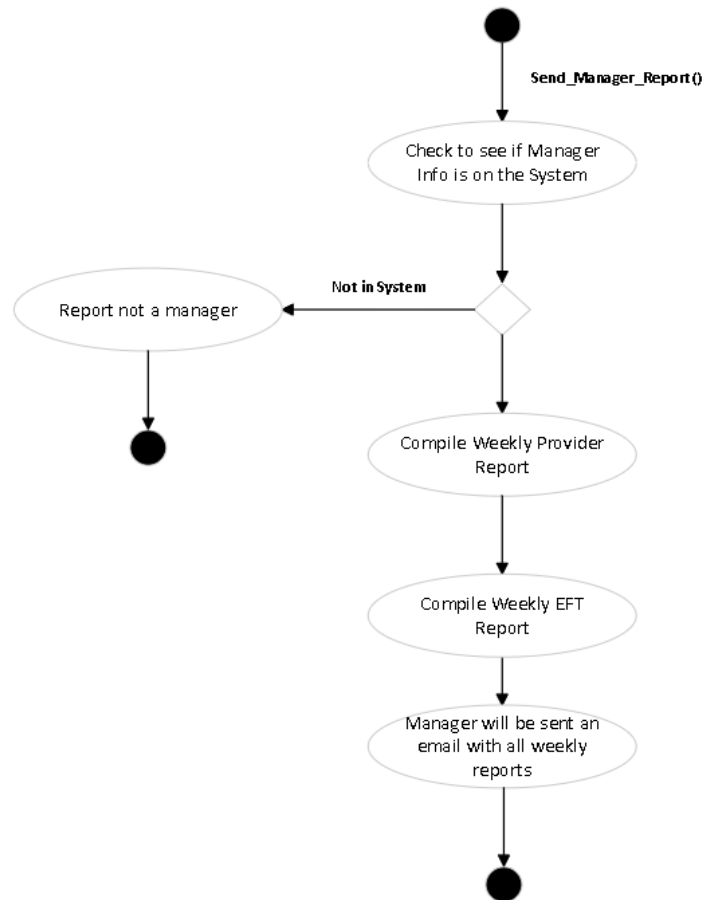 Send_Manager_Report()
Check to see if Manager
Info is on the System
Not in System
Report not a manager
Compile Weekly Provider
Report
Compile Weekly EFT
Report
Manager will be sent an
email with all weekly
reports